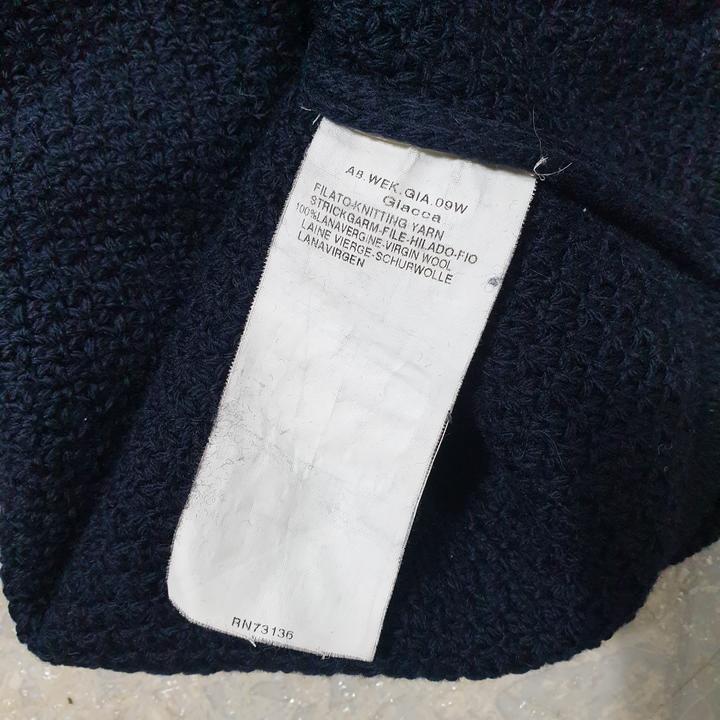 A8.WEK.GIA.09W
Giacca
FILATO-KNITTING YARN
STRICKGARM-FILE-HILADO-FIO
100%LANAVERGINE-VIRGIN WOOL
LAINE VIERGE-SCHURWOLLE
LANAVIRGEN
RN73136